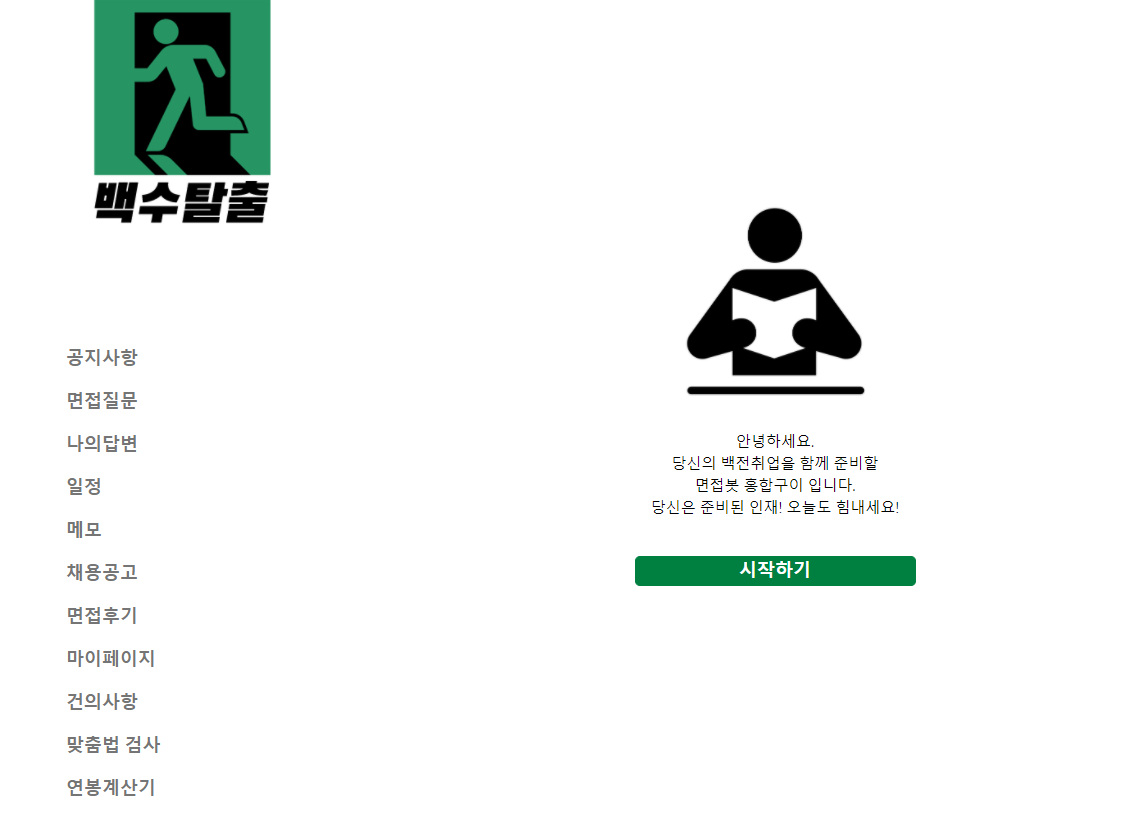 백수탈출
공지사항
면접질문
나의답변
일정
메모
채용공고
면접후기
마이페이지
건의사항
맞춤법 검사
연봉계산기
안녕하세요.
당신의 백전취업을 함께 준비할
면접봇 홍합구이 입니다.
당신은 준비된 인재! 오늘도 힘내세요!
시작하기